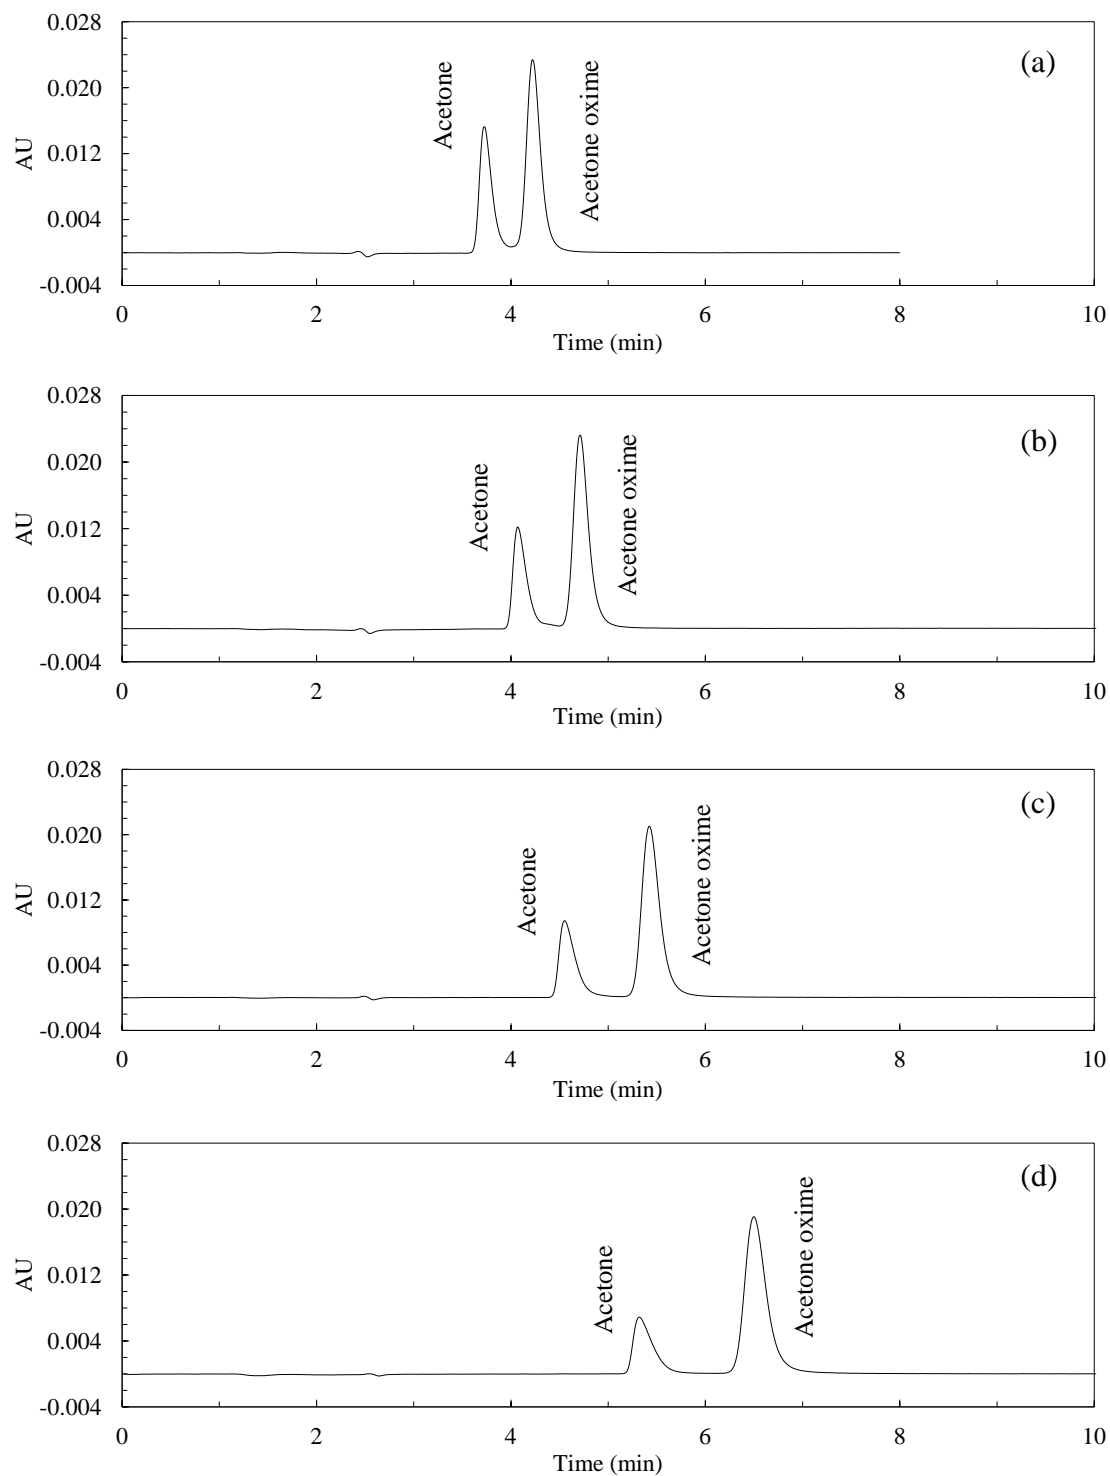 0.028
(a)
Acetone
Acetone oxime
0.020
AU
0.012
0.004
-0.004
0 2 4 6 8 10
Time (min)
0.028
(b)
Acetone
Acetone oxime
0.020
AU
0.012
0.004
-0.004
0 2 4 6 8 10
Time (min)
0.028
(c)
Acetone
Acetone oxime
0.020
AU
0.012
0.004
-0.004
0 2 4 6 8 10
Time (min)
0.028
(d)
Acetone
Acetone oxime
0.020
AU
0.012
0.004
-0.004
0 2 4 6 8 10
Time (min)